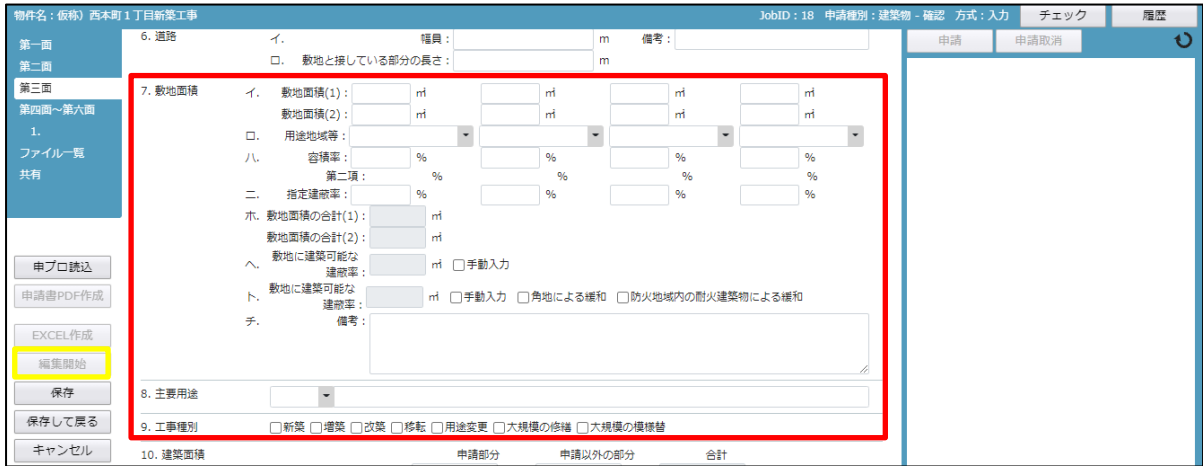 物件名：仮称）西本町１丁目新築工事
JobID：18 申請種別：建築物 - 確認 方式：入力
チェック
履歴
第一面
第二面
第三面
第四面～第六面
1.
ファイル一覧
共有
申プロ読込
申請書PDF作成
EXCEL作成
編集開始
保存
保存して戻る
キャンセル
6. 道路 イ. 幅員： m 備考：
ロ. 敷地と接している部分の長さ： m
7. 敷地面積 イ. 敷地面積(1)： ㎡ ㎡ ㎡ ㎡
敷地面積(2)： ㎡ ㎡ ㎡ ㎡
ロ. 用途地域等：
ハ. 容積率： % % % %
第二項： % % % %
ニ. 指定建蔽率： % % % %
ホ. 敷地面積の合計(1)： ㎡
敷地面積の合計(2)： ㎡
ヘ. 敷地に建築可能な
建蔽率： ㎡ 手動入力
ト. 敷地に建築可能な
建蔽率： ㎡ 手動入力 角地による緩和 防火地域内の耐火建築物による緩和
チ. 備考：
8. 主要用途
9. 工事種別 新築 増築 改築 移転 用途変更 大規模の修繕 大規模の模様替
10. 建築面積 申請部分 申請以外の部分 合計
申請
申請取消